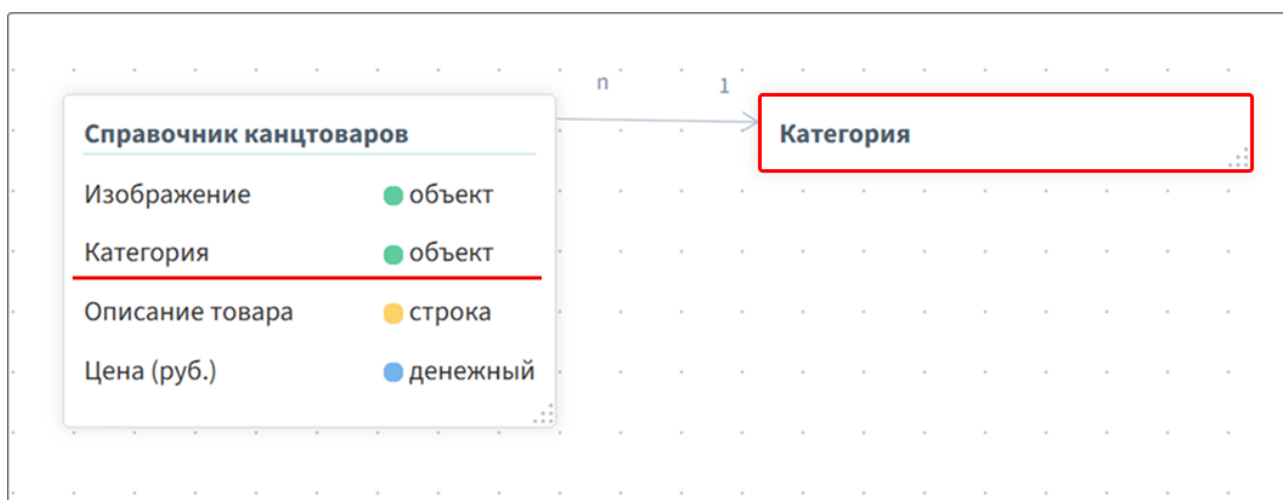 n 1
Справочник канцтоваров
Категория
Изображение объект
Категория объект
Описание товара строка
Цена (руб.) денежный